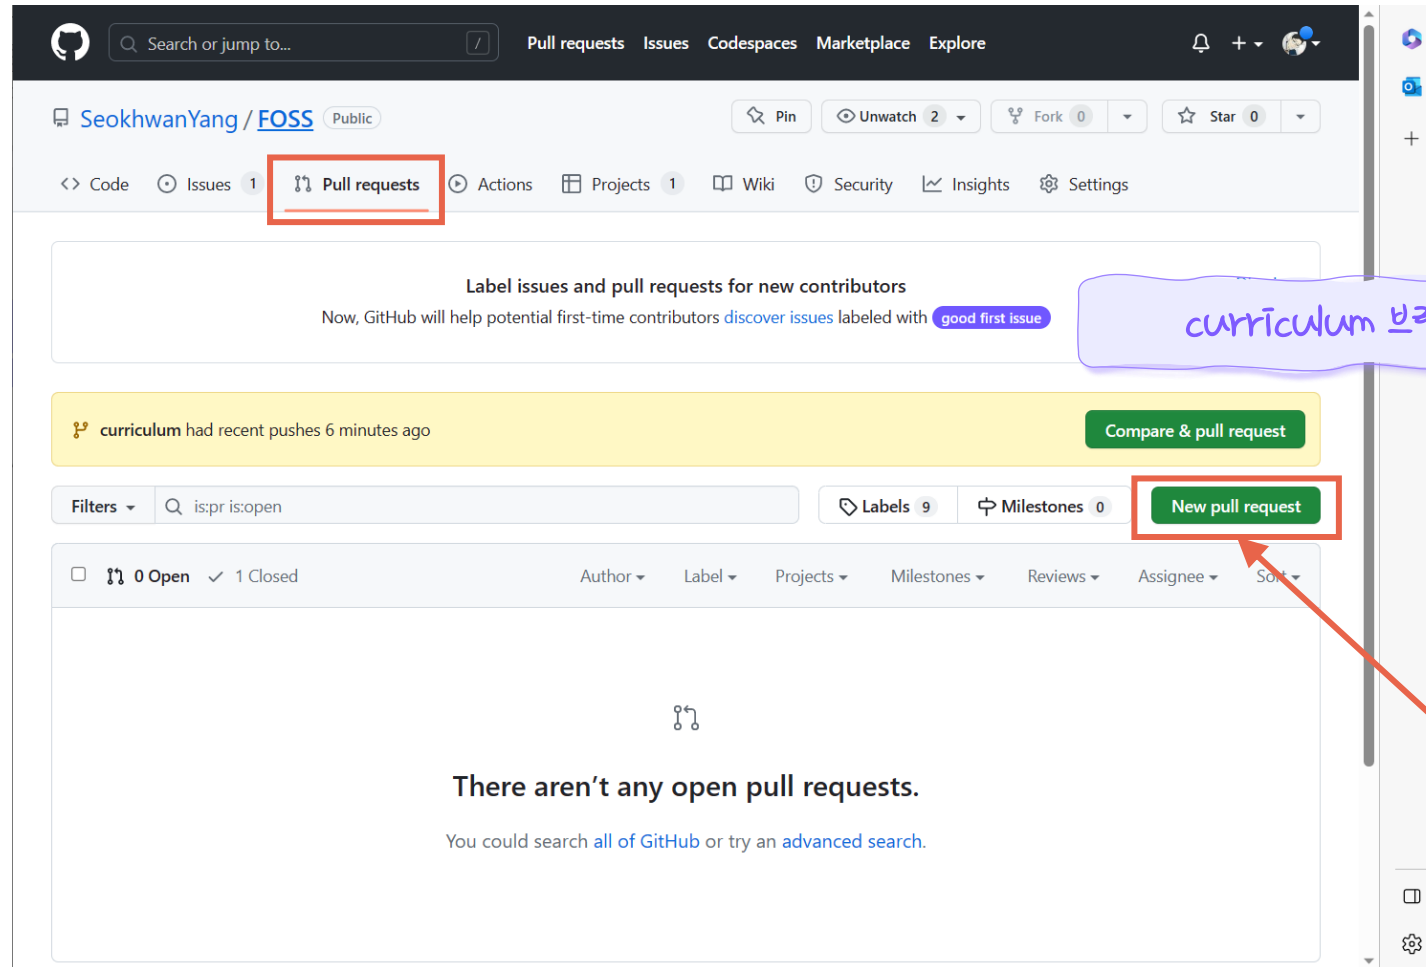 Search or jump to... / Pull requests Issues Codespaces Marketplace Explore
SeokhwanYang / FOSS Public Pin Unwatch 2 Fork 0 Star 0
Code Issues 1 Pull requests Actions Projects 1 Wiki Security Insights Settings
Label issues and pull requests for new contributors
Now, GitHub will help potential first-time contributors discover issues labeled with good first issue
curriculum
curriculum had recent pushes 6 minutes ago Compare & pull request
Filters is:pr is:open Labels 9 Milestones 0 New pull request
0 Open 1 Closed Author Label Projects Milestones Reviews Assignee Sort
There aren’t any open pull requests.
You could search all of GitHub or try an advanced search.